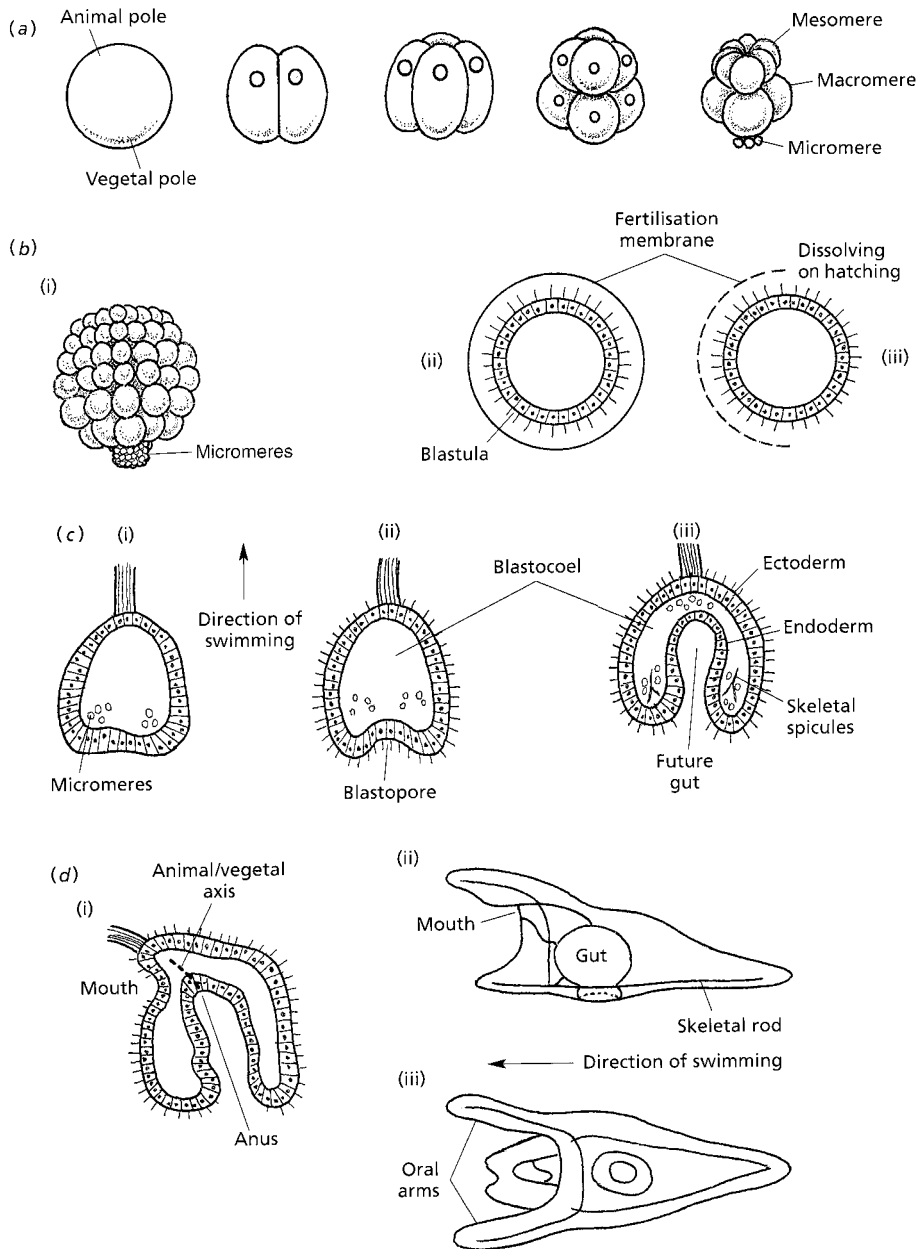 (a)
Animal pole
Vegetal pole
Mesomere
Macromere
Micromere
(b)
(i)
Micromeres
Fertilisation
membrane
(ii)
Blastula
Dissolving
on hatching
(iii)
(c)
(i)
Micromeres
Direction of
swimming
(ii)
Blastocoel
Blastopore
(iii)
Ectoderm
Endoderm
Skeletal
spicules
Future
gut
(d)
(i)
Animal/vegetal
axis
Mouth
Anus
(ii)
Mouth
Gut
Skeletal rod
Direction of swimming
(iii)
Oral
arms